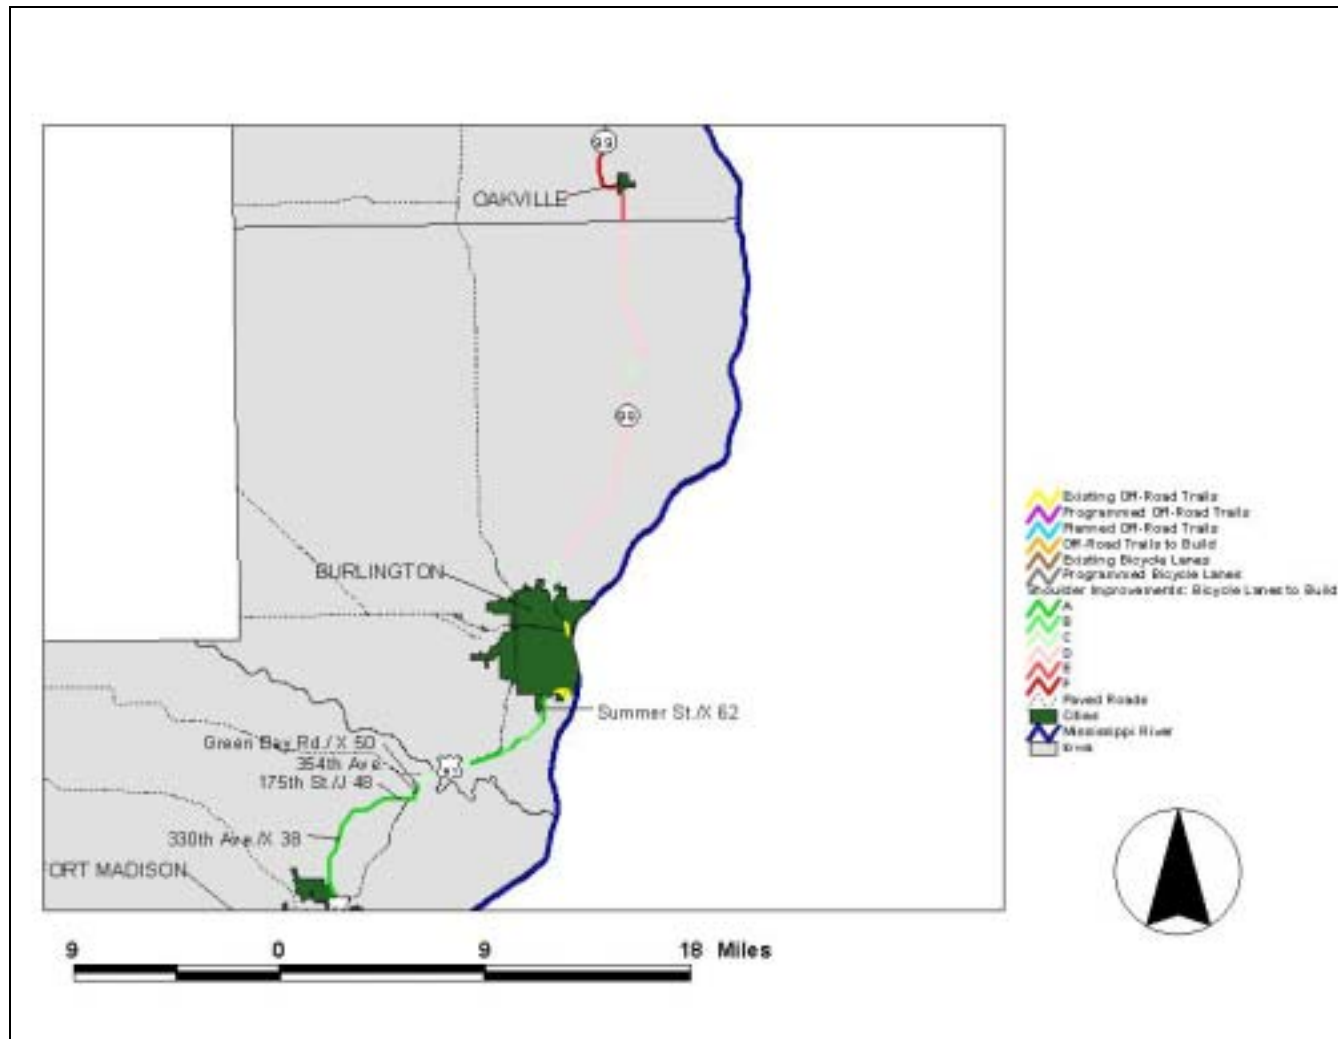 99
OAKVILLE
99
BURLINGTON
Summer St./X 62
Green Bay Rd./X 50
354th Ave
175th St./J 48
330th Ave./X 38
ORT MADISON
9 0 9 18 Miles
Existing Off-Road Trails
Programmed Off-Road Trails
Planned Off-Road Trails
Off-Road Trails to Build
Existing Bicycle Lanes
Programmed Bicycle Lanes
Shoulder Improvements: Bicycle Lanes to Build
A
B
C
D
E
F
Paved Roads
Cities
Mississippi River
Iowa